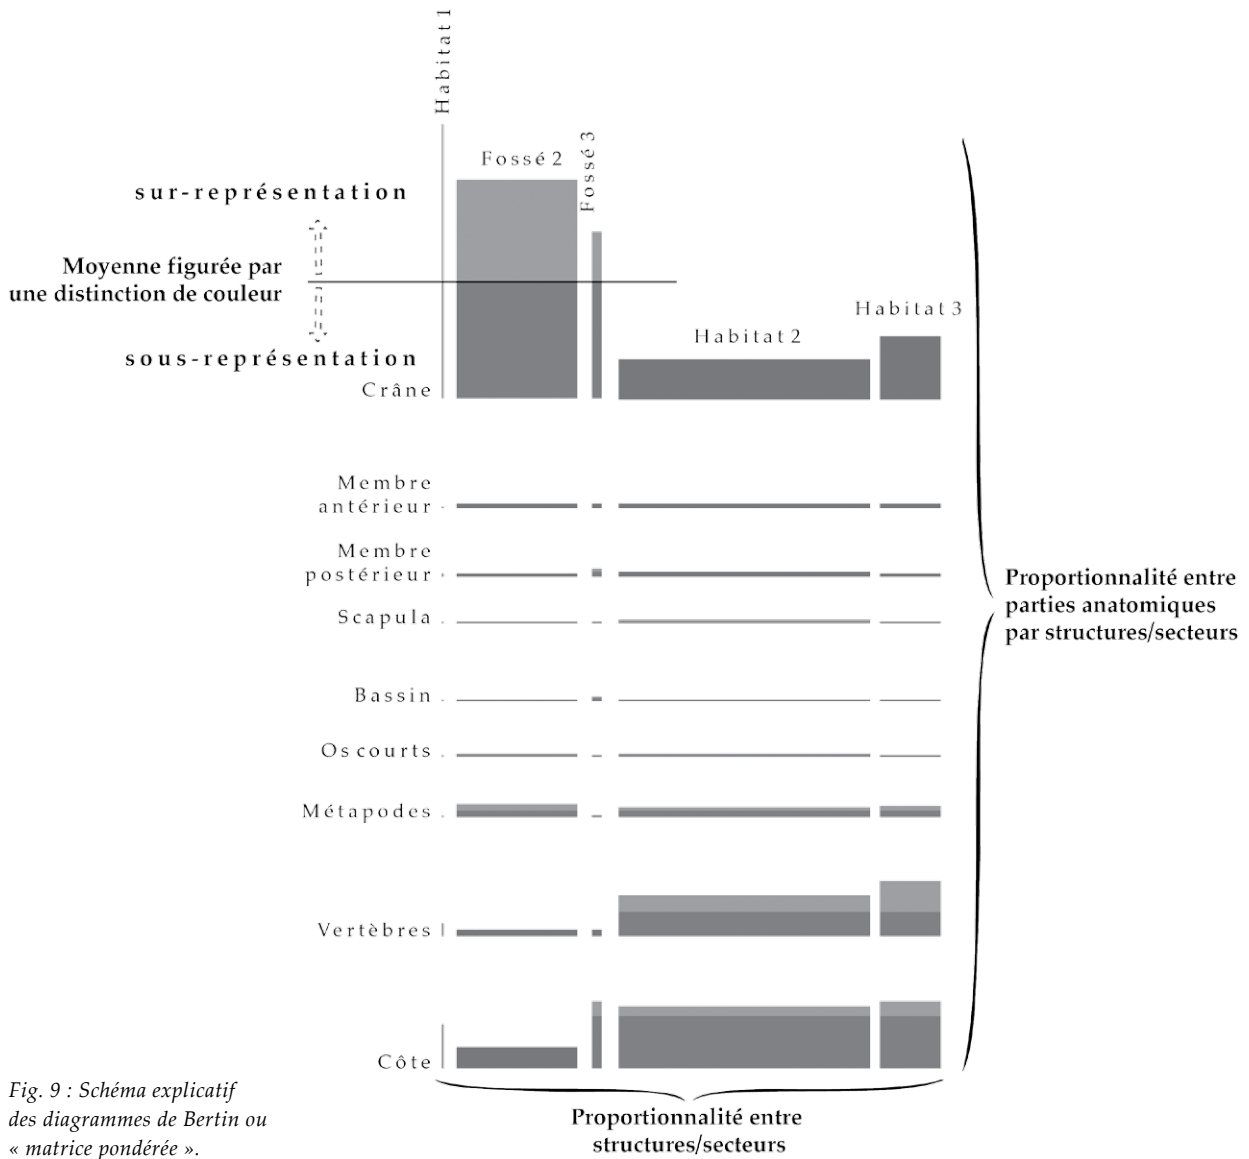 Habitat 1
Fossé 2
Fossé 3
sur-représentation
Moyenne figurée par
une distinction de couleur
Habitat 3
Habitat 2
sous-représentation
Crâne
Membre
antérieur
Membre
postérieur
Proportionnalité entre
parties anatomiques
par structures/secteurs
Scapula
Bassin
Os courts
Métapodes
Vertèbres
Côte
Fig. 9 : Schéma explicatif
des diagrammes de Bertin ou
« matrice pondérée ».
Proportionnalité entre
structures/secteurs